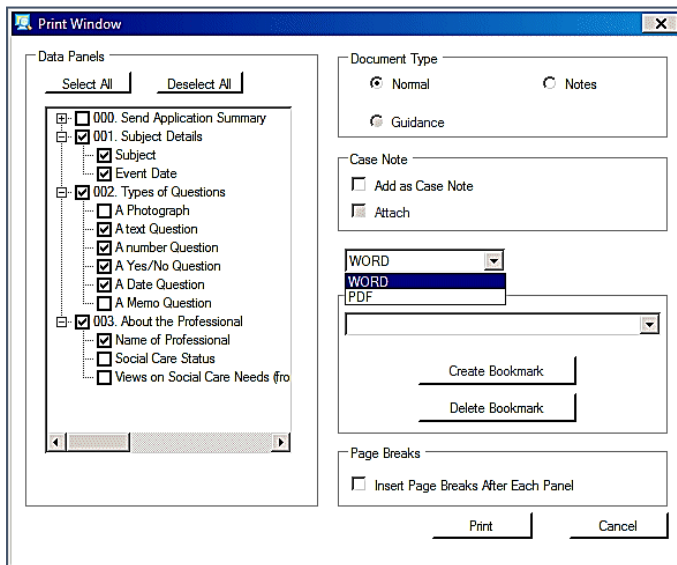 Print Window
Data Panels
Select All
Deselect All
000. Send Application Summary
001. Subject Details
Subject
Event Date
002. Types of Questions
A Photograph
A text Question
A number Question
A Yes/No Question
A Date Question
A Memo Question
003. About the Professional
Name of Professional
Social Care Status
Views on Social Care Needs (fro
Document Type
Normal
Notes
Guidance
Case Note
Add as Case Note
Attach
WORD
WORD
PDF
Create Bookmark
Delete Bookmark
Page Breaks
Insert Page Breaks After Each Panel
Print
Cancel